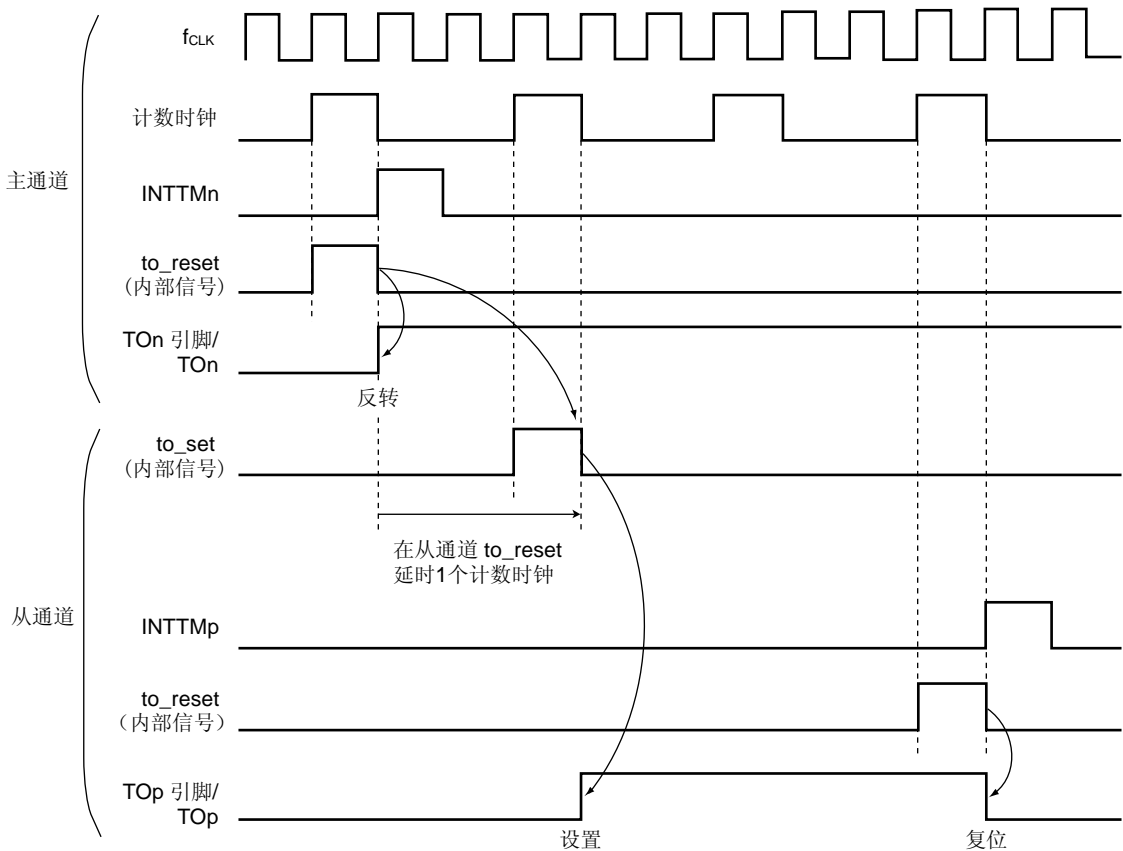 fCLK
计数时钟
主通道
INTTMn
to_reset
(内部信号)
TOn 引脚/
TOn
反转
to_set
(内部信号)
在从通道 to_reset
延时1个计数时钟
从通道
INTTMp
to_reset
（内部信号）
TOp 引脚/
TOp
设置
复位